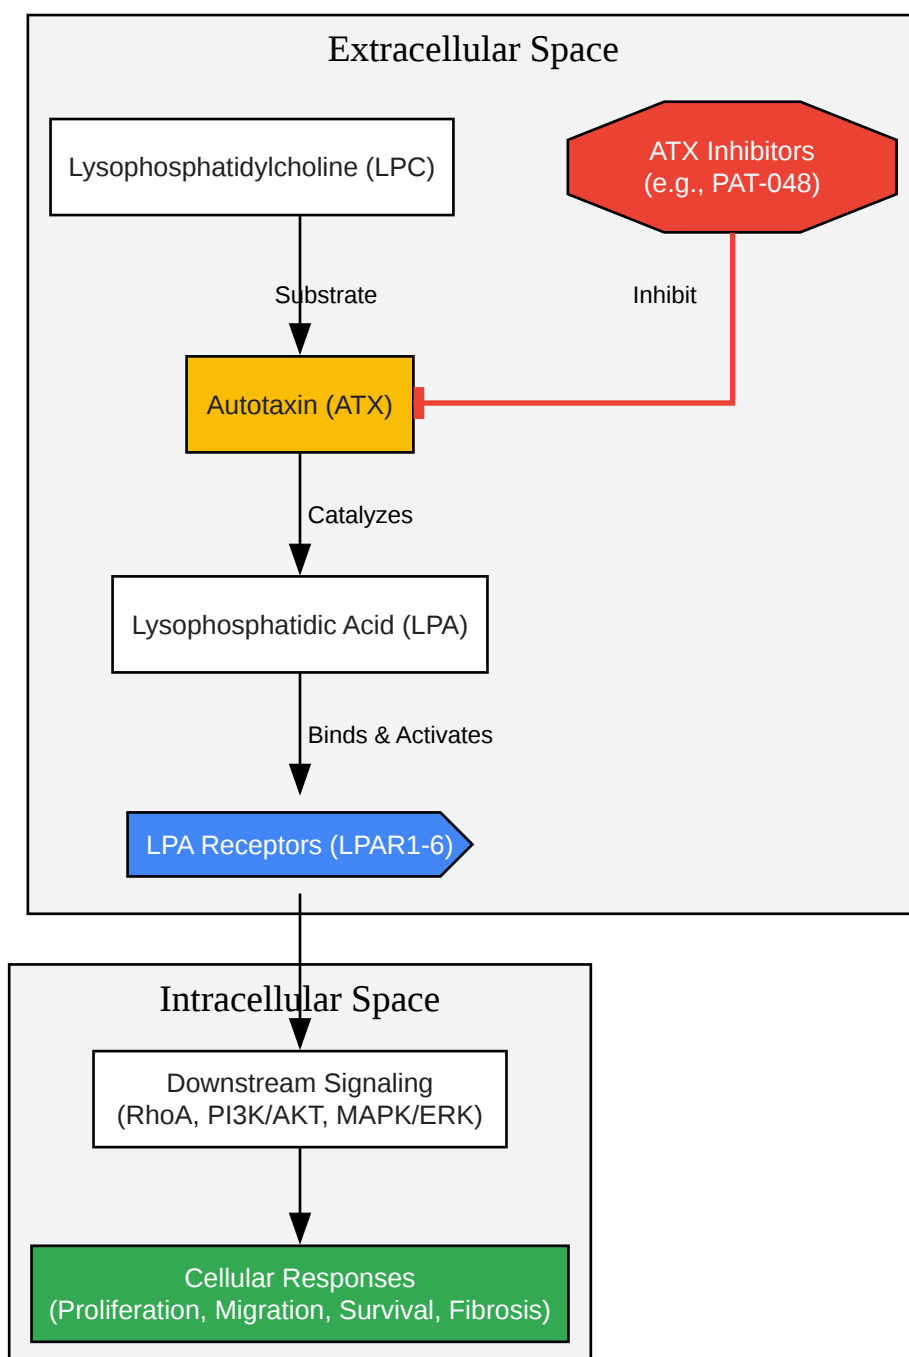 Extracellular Space
Lysophosphatidylcholine (LPC)
ATX Inhibitors
(e.g., PAT-048)
Substrate
Inhibit
Autotaxin (ATX)
Catalyzes
Lysophosphatidic Acid (LPA)
Binds & Activates
LPA Receptors (LPAR1-6)
Intracellular Space
Downstream Signaling
(RhoA, PI3K/AKT, MAPK/ERK)
Cellular Responses
(Proliferation, Migration, Survival, Fibrosis)